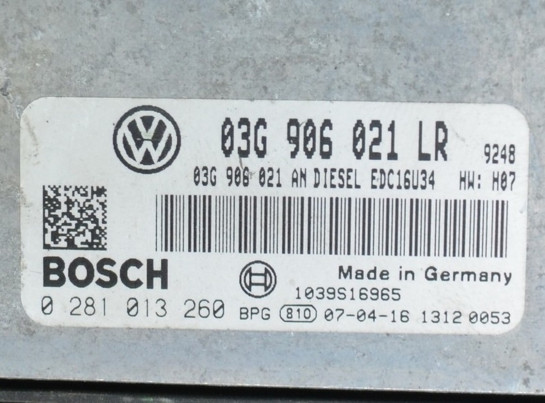 03G 906 021 LR 9248
03G 906 021 AN DIESEL EDC16U34 HW: H07
BOSCH
Made in Germany
1039S16965
0 281 013 260 BPG 810 07-04-16 1312 0053